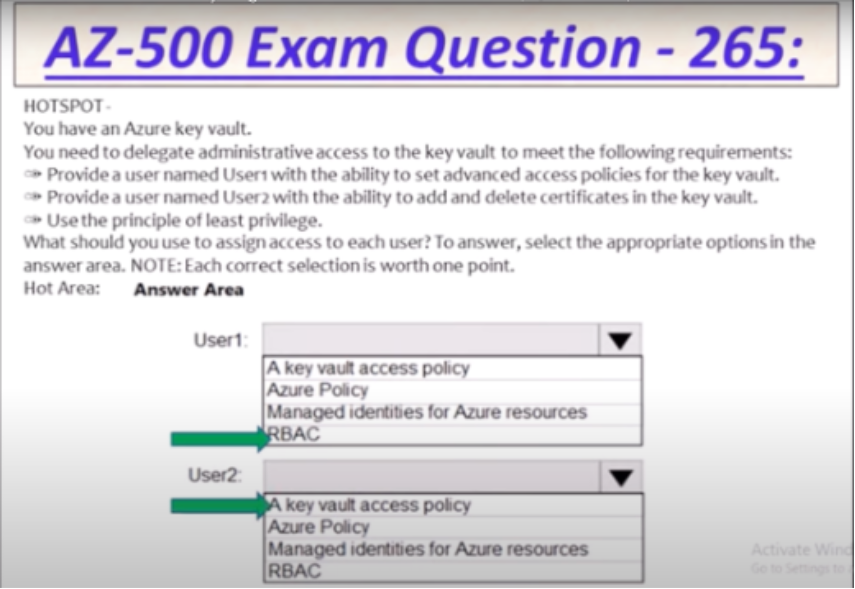 AZ-500 Exam Question - 265:
HOTSPOT -
You have an Azure key vault.
You need to delegate administrative access to the key vault to meet the following requirements:
Provide a user named User1 with the ability to set advanced access policies for the key vault.
Provide a user named User2 with the ability to add and delete certificates in the key vault.
Use the principle of least privilege.
What should you use to assign access to each user? To answer, select the appropriate options in the
answer area. NOTE: Each correct selection is worth one point.
Hot Area: Answer Area
User1:
A key vault access policy
Azure Policy
Managed identities for Azure resources
RBAC
User2:
A key vault access policy
Azure Policy
Managed identities for Azure resources
RBAC
Activate Wind
Go to Settings to